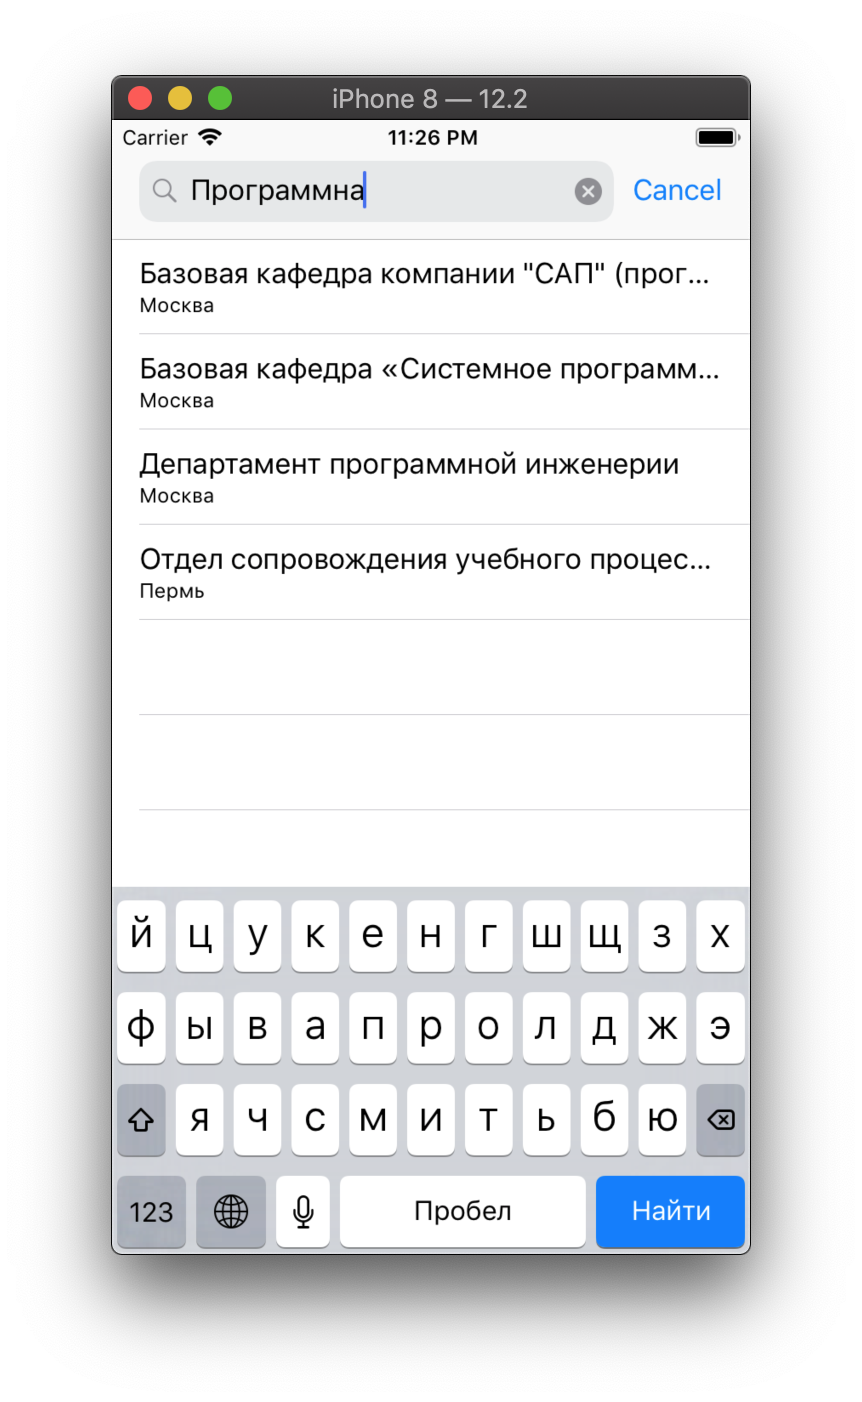 iPhone 8 — 12.2
Carrier 11:26 PM
Программна Cancel
Базовая кафедра компании "САП" (прог...
Москва
Базовая кафедра «Системное программ...
Москва
Департамент программной инженерии
Москва
Отдел сопровождения учебного процес...
Пермь
й ц у к е н г ш щ з х
ф ы в а п р о л д ж э
я ч с м и т ь б ю
123 Пробел Найти